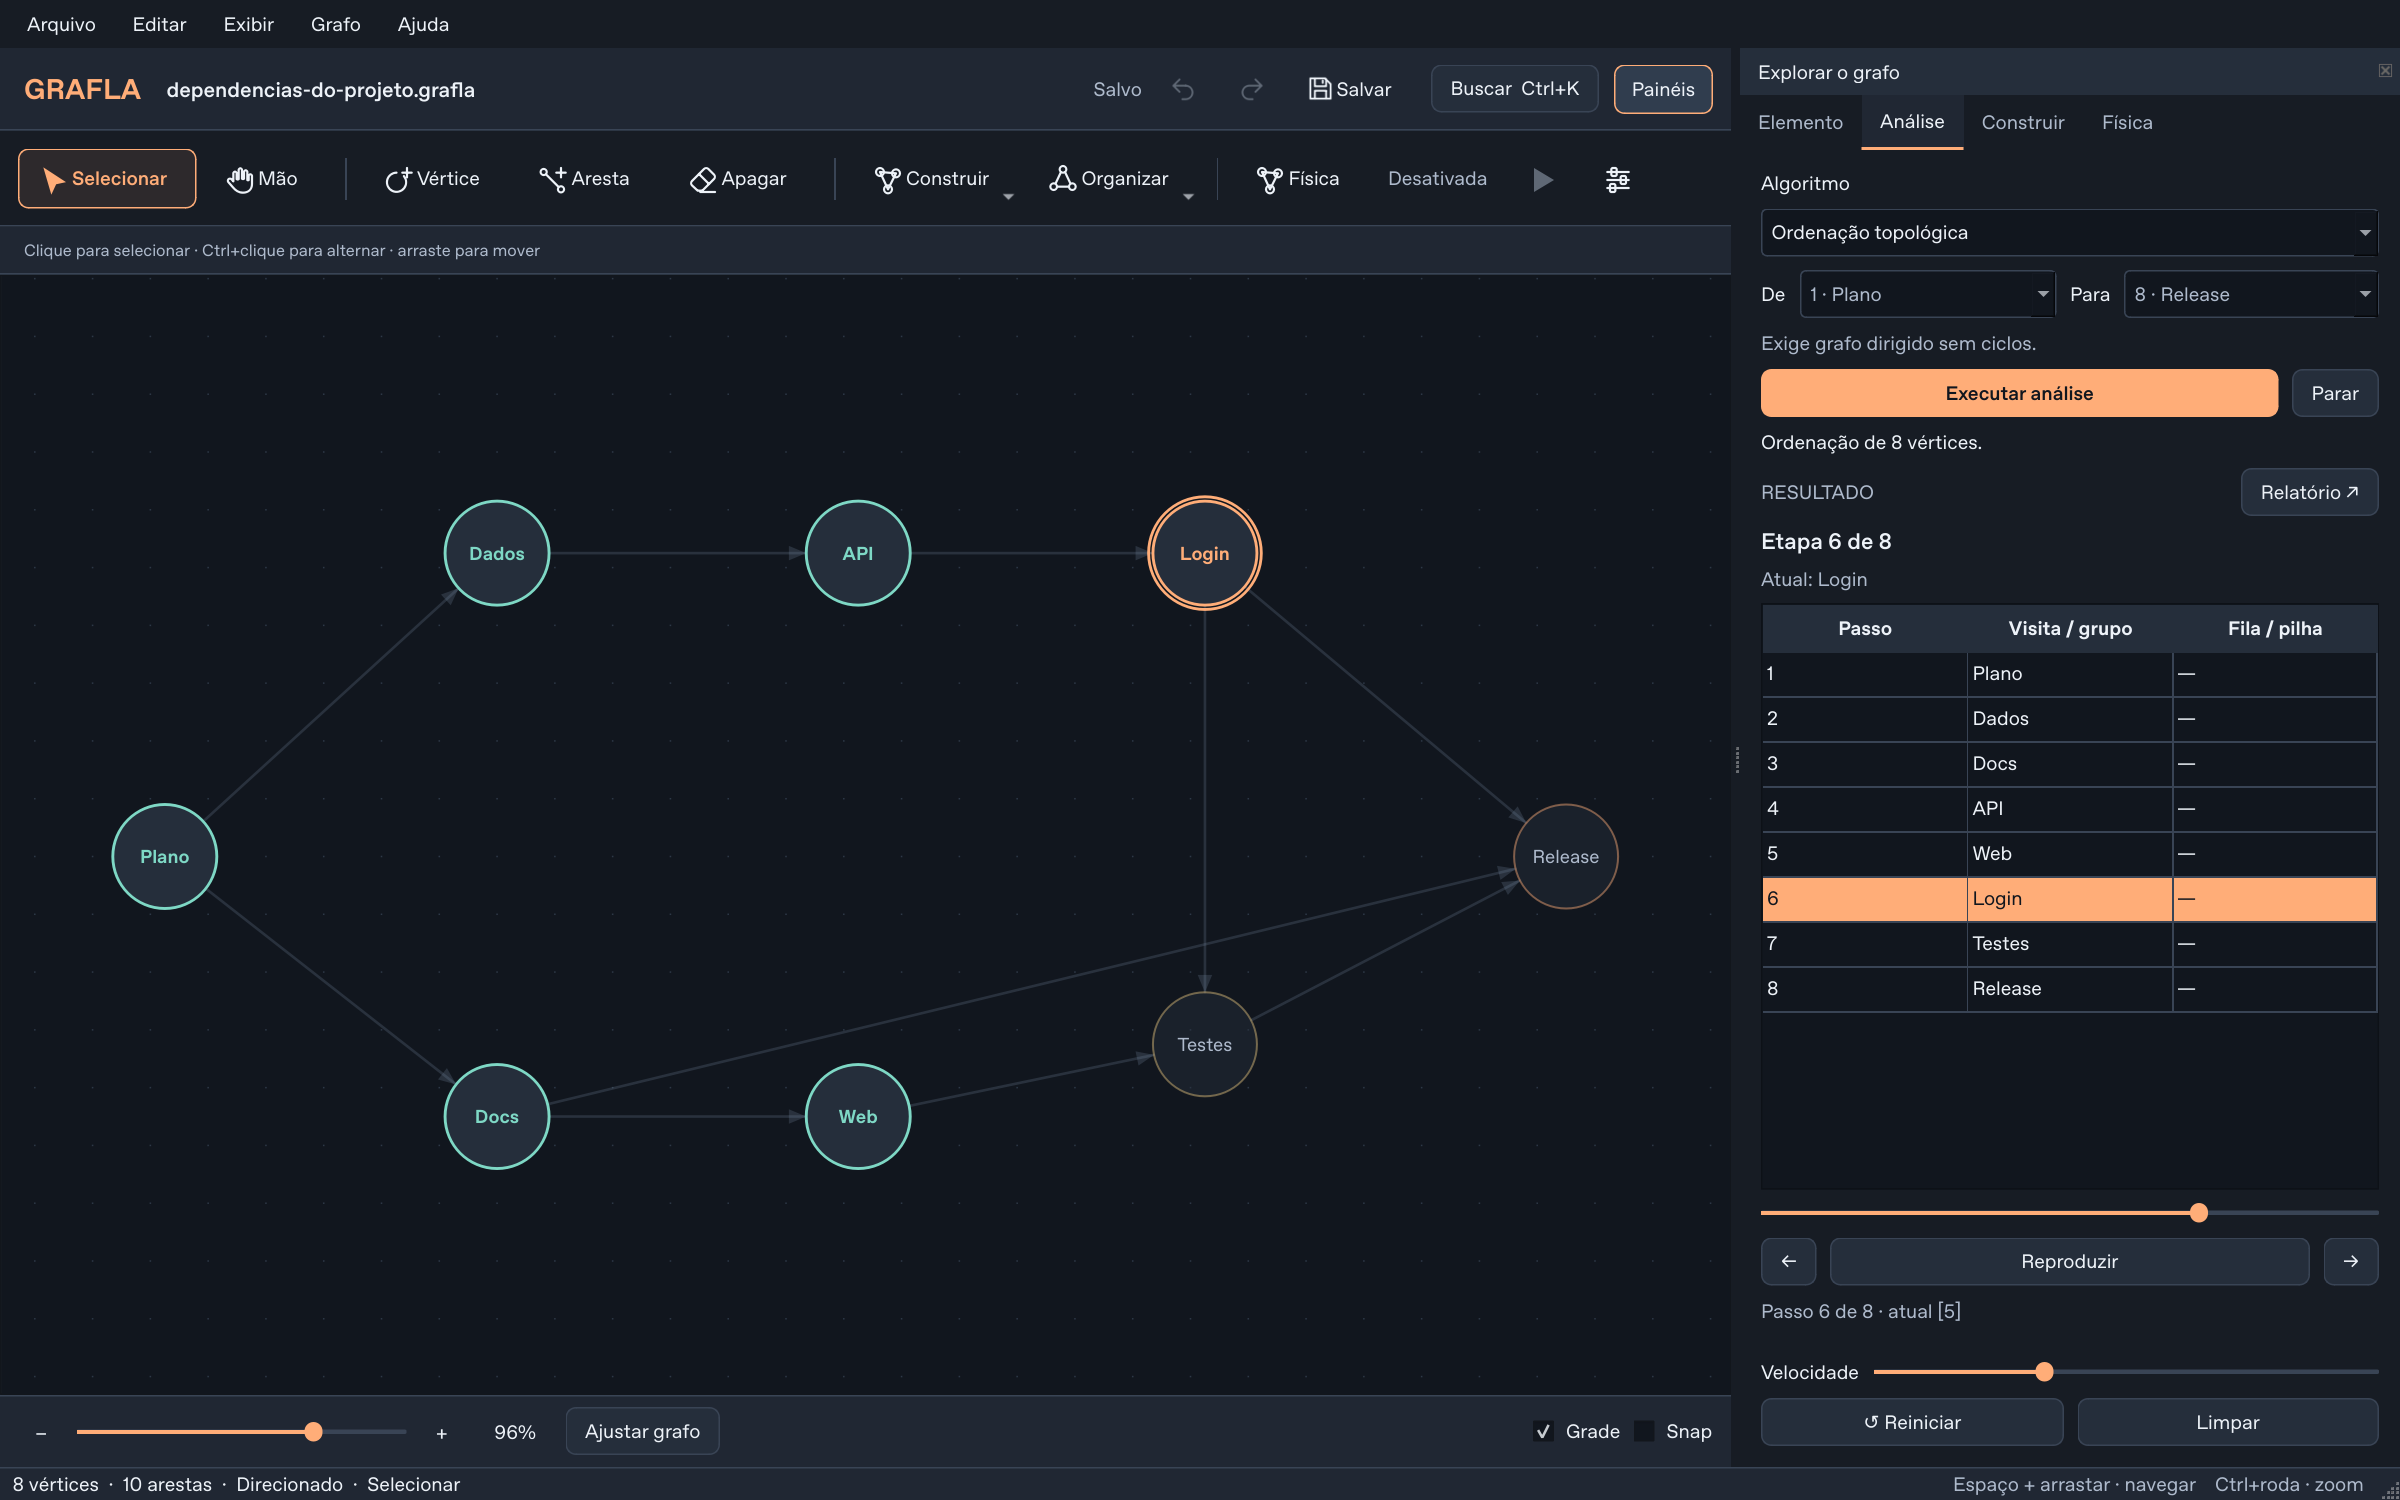 Arquivo Editar Exibir Grafo Ajuda
GRAFLA dependencias-do-projeto.grafla Salvo Salvar Buscar Ctrl+K Painéis
Selecionar Mão Vértice Aresta Apagar Construir Organizar Física Desativada
Clique para selecionar · Ctrl+clique para alternar · arraste para mover
Dados API Login
Plano Release
Testes
Docs Web
− + 96% Ajustar grafo Grade Snap
8 vértices · 10 arestas · Direcionado · Selecionar
Explorar o grafo
Elemento Análise Construir Física
Algoritmo
Ordenação topológica
De 1 · Plano Para 8 · Release
Exige grafo dirigido sem ciclos.
Executar análise Parar
Ordenação de 8 vértices.
RESULTADO Relatório ↗
Etapa 6 de 8
Atual: Login
Passo Visita / grupo Fila / pilha
1 Plano —
2 Dados —
3 Docs —
4 API —
5 Web —
6 Login —
7 Testes —
8 Release —
← Reproduzir →
Passo 6 de 8 · atual [5]
Velocidade
↺ Reiniciar Limpar
Espaço + arrastar · navegar Ctrl+roda · zoom